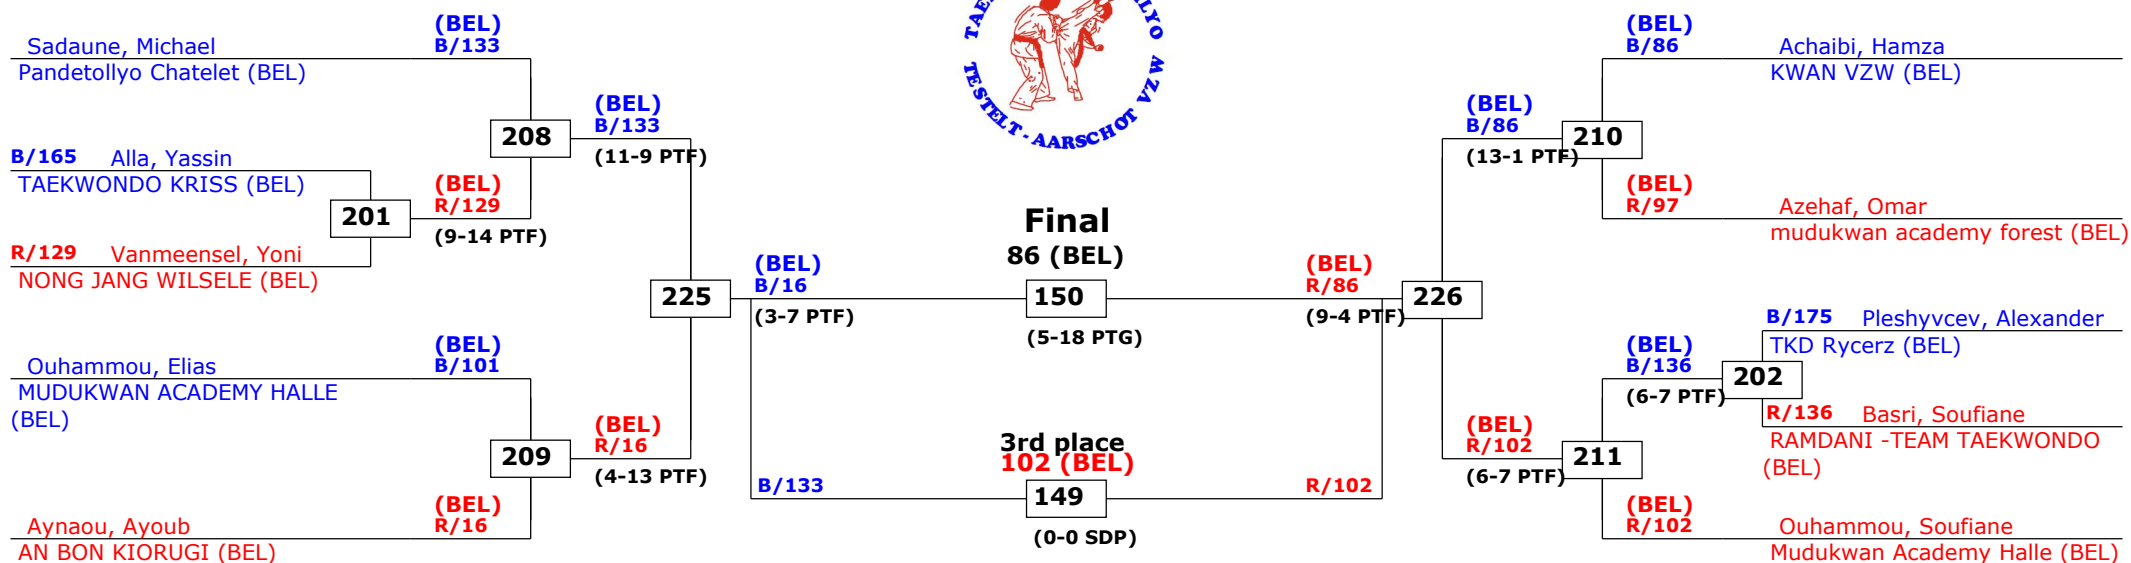 (BEL)
B/133
Sadaune, Michael
Pandetollyo Chatelet (BEL)
208
(BEL)
B/133
(11-9 PTF)
B/165 Alla, Yassin
TAEKWONDO KRISS (BEL)
201
(BEL)
R/129
(9-14 PTF)
R/129 Vanmeensel, Yoni
NONG JANG WILSELE (BEL)
225
(BEL)
B/16
(3-7 PTF)
(BEL)
B/101
Ouhammou, Elias
MUDUKWAN ACADEMY HALLE
(BEL)
209
(BEL)
R/16
(4-13 PTF)
(BEL)
R/16
Aynaou, Ayoub
AN BON KIORUGI (BEL)
TESTELT - AARSCHOT VZW
Final
86 (BEL)
150
(5-18 PTG)
3rd place
102 (BEL)
B/133
149
R/102
(0-0 SDP)
(BEL)
R/86
(9-4 PTF)
226
(BEL)
B/86
(13-1 PTF)
210
(BEL)
B/86
Achaibi, Hamza
KWAN VZW (BEL)
(BEL)
R/97
Azehaf, Omar
mudukwan academy forest (BEL)
B/175 Pleshyvcev, Alexander
TKD Rycerz (BEL)
(BEL)
B/136
(6-7 PTF)
202
R/136 Basri, Soufiane
RAMDANI -TEAM TAEKWONDO
(BEL)
(BEL)
R/102
(6-7 PTF)
211
(BEL)
R/102
Ouhammou, Soufiane
Mudukwan Academy Halle (BEL)